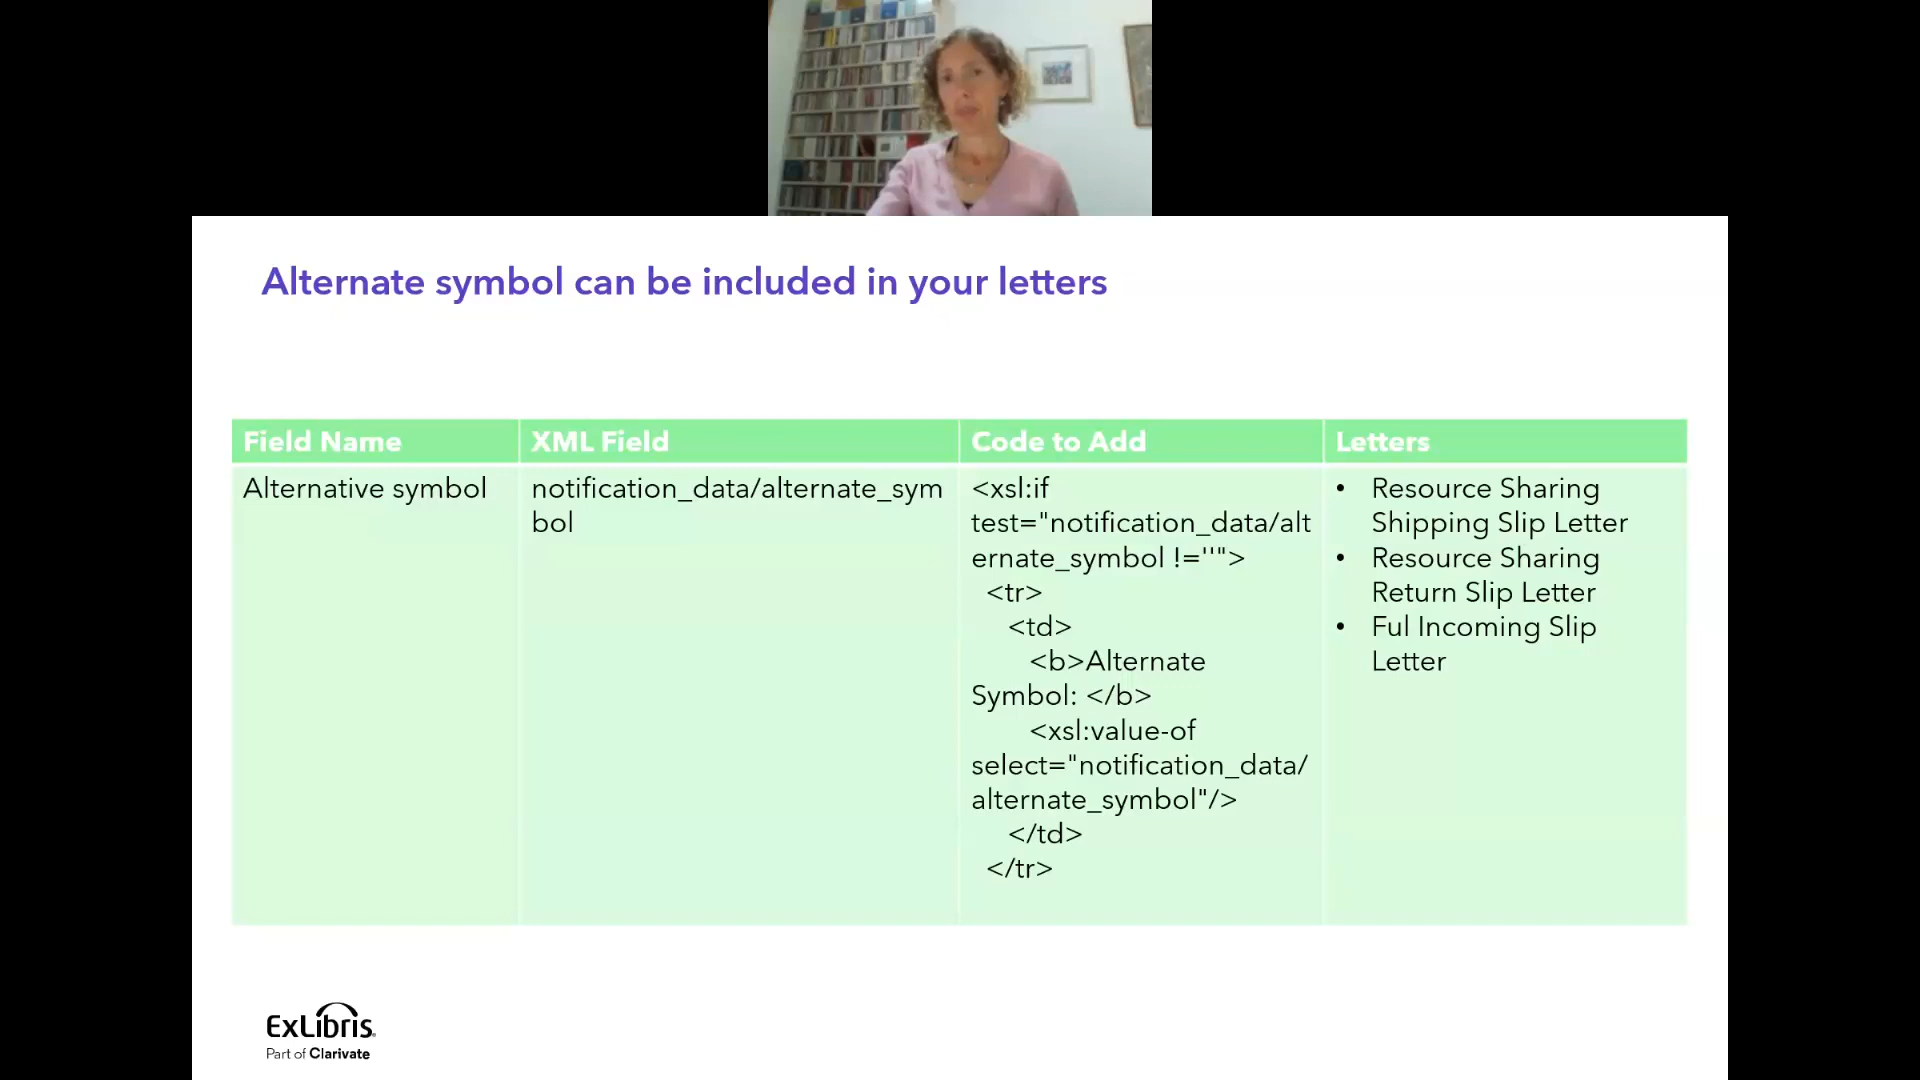 Alternate symbol can be included in your letters
Field Name
XML Field
Code to Add
Letters
Alternative symbol
notification_data/alternate_sym
bol
<xsl:if
test="notification_data/alt
ernate_symbol !=''">
<tr>
<td>
<b>Alternate
Symbol: </b>
<xsl:value-of
select="notification_data/
alternate_symbol"/>
</td>
</tr>
• Resource Sharing
Shipping Slip Letter
• Resource Sharing
Return Slip Letter
• Ful Incoming Slip
Letter
ExLibris
Part of Clarivate